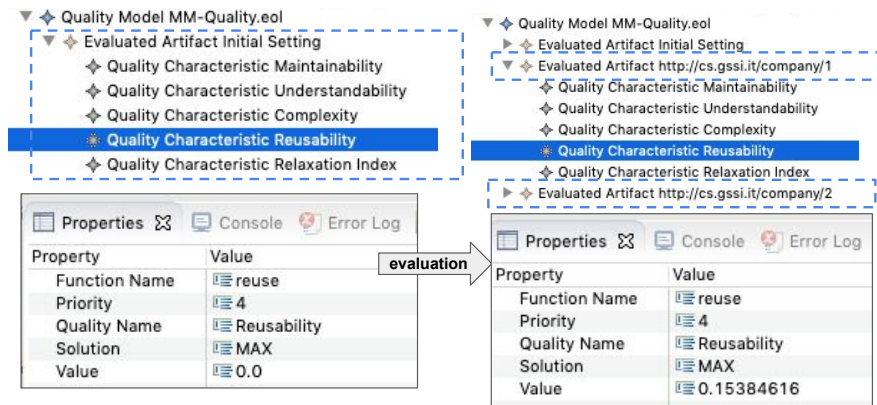 Quality Model MM-Quality.eol
Evaluated Artifact Initial Setting
Quality Characteristic Maintainability
Quality Characteristic Understandability
Quality Characteristic Complexity
Quality Characteristic Reusability
Quality Characteristic Relaxation Index
Properties Console Error Log
Property Value
Function Name reuse
Priority 4
Quality Name Reusability
Solution MAX
Value 0.0
evaluation
Quality Model MM-Quality.eol
Evaluated Artifact Initial Setting
Evaluated Artifact http://cs.gssi.it/company/1
Quality Characteristic Maintainability
Quality Characteristic Understandability
Quality Characteristic Complexity
Quality Characteristic Reusability
Quality Characteristic Relaxation Index
Evaluated Artifact http://cs.gssi.it/company/2
Properties Console Error Log
Property Value
Function Name reuse
Priority 4
Quality Name Reusability
Solution MAX
Value 0.15384616